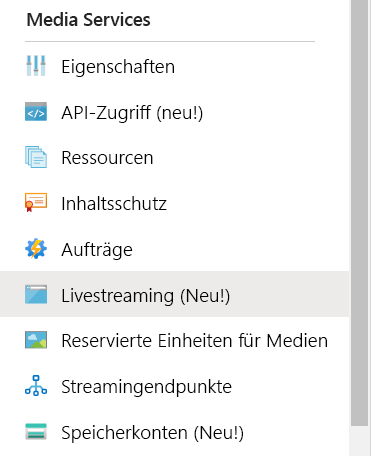 Media Services
Eigenschaften
API-Zugriff (neu!)
Ressourcen
Inhaltsschutz
Aufträge
Livestreaming (Neu!)
Reservierte Einheiten für Medien
Streamingendpunkte
Speicherkonten (Neu!)